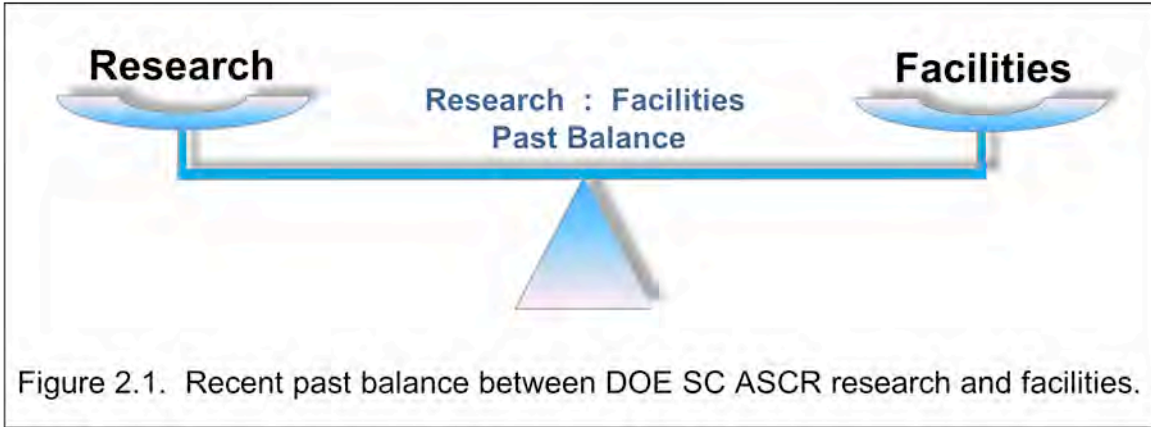 Research
Facilities
Research : Facilities
Past Balance
Figure 2.1. Recent past balance between DOE SC ASCR research and facilities.